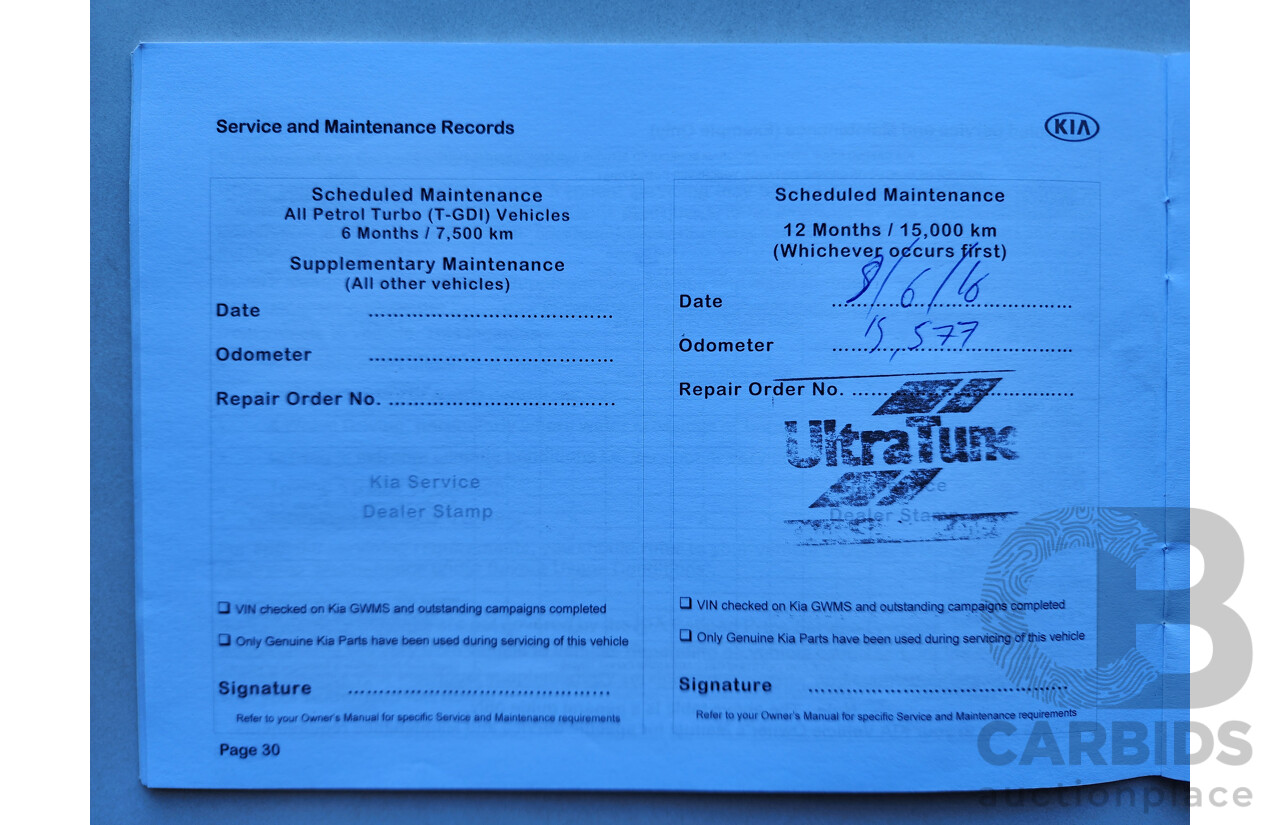 Service and Maintenance Records
KIA
Scheduled Maintenance
All Petrol Turbo (T-GDI) Vehicles
6 Months / 7,500 km
Supplementary Maintenance
(All other vehicles)
Date
Odometer
Repair Order No.
Kia Service
Dealer Stamp
❑ VIN checked on Kia GWMS and outstanding campaigns completed
❑ Only Genuine Kia Parts have been used during servicing of this vehicle
Signature
Refer to your Owner's Manual for specific Service and Maintenance requirements
Page 30
Scheduled Maintenance
12 Months / 15,000 km
(Whichever occurs first)
Date 8/6/16
Odometer 15,577
Repair Order No.
UltraTune
Dealer Stamp
❑ VIN checked on Kia GWMS and outstanding campaigns completed
❑ Only Genuine Kia Parts have been used during servicing of this vehicle
Signature
Refer to your Owner's Manual for specific Service and Maintenance requirements
CB
CARBIDS
auctionplace